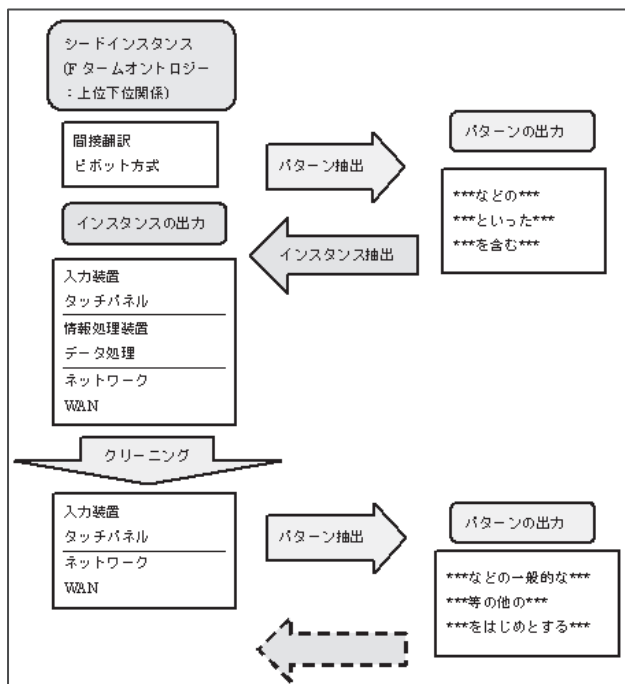 シードインスタンス
(Fタームオントロジー
：上位下位関係)
間接翻訳
ピボット方式
パターン抽出
パターンの出力
***などの***
***といった***
***を含む***
インスタンスの出力
インスタンス抽出
入力装置
タッチパネル
情報処理装置
データ処理
ネットワーク
WAN
クリーニング
入力装置
タッチパネル
ネットワーク
WAN
パターン抽出
パターンの出力
***などの一般的な***
***等の他の***
***をはじめとする***